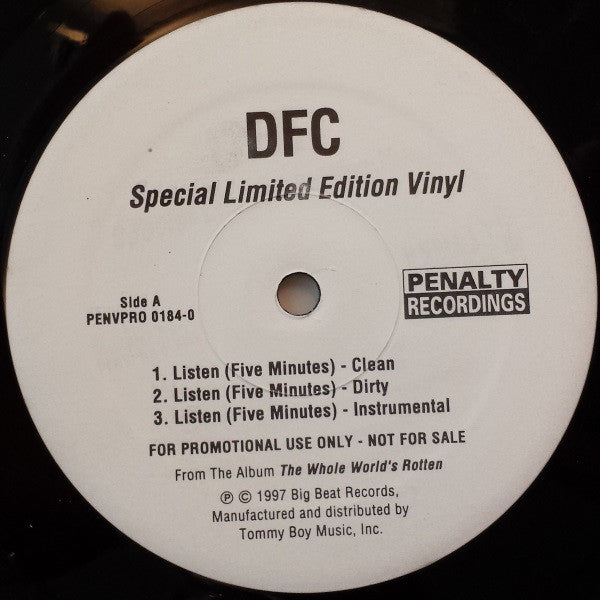 DFC
Special Limited Edition Vinyl
Side A
PENVPRO 0184-0
PENALTY
RECORDINGS
1. Listen (Five Minutes) - Clean
2. Listen (Five Minutes) - Dirty
3. Listen (Five Minutes) - Instrumental
FOR PROMOTIONAL USE ONLY - NOT FOR SALE
From The Album The Whole World's Rotten
℗ © 1997 Big Beat Records,
Manufactured and distributed by
Tommy Boy Music, Inc.